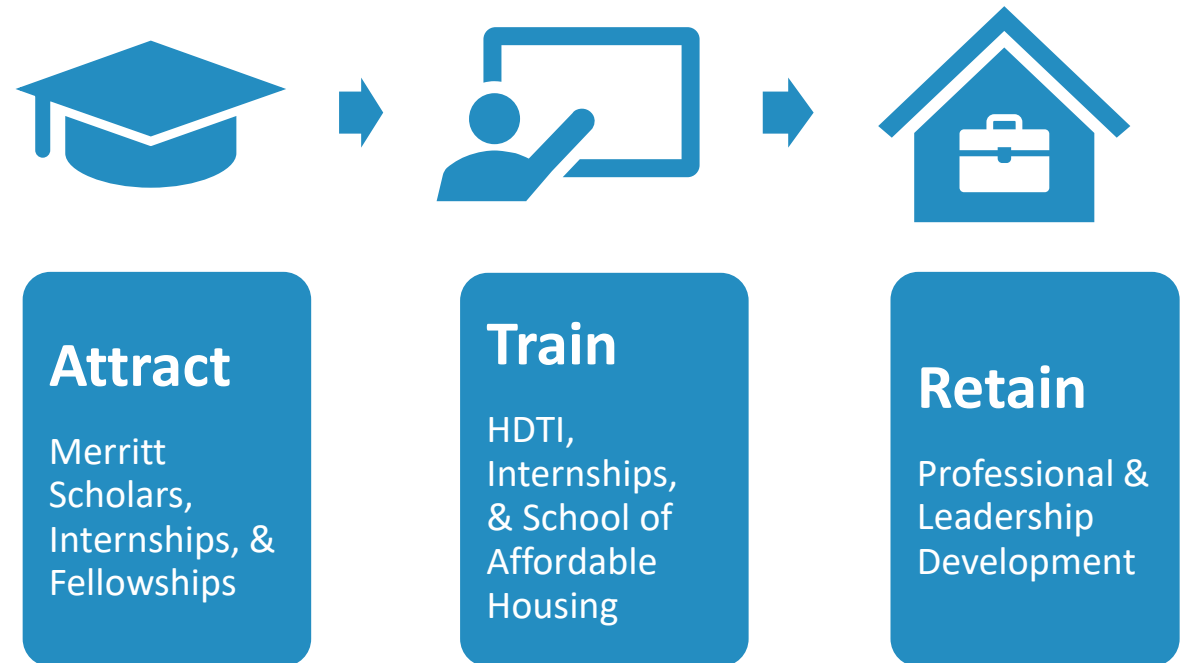 Attract
Merritt
Scholars,
Internships, &
Fellowships
Train
HDTI,
Internships,
& School of
Affordable
Housing
Retain
Professional &
Leadership
Development